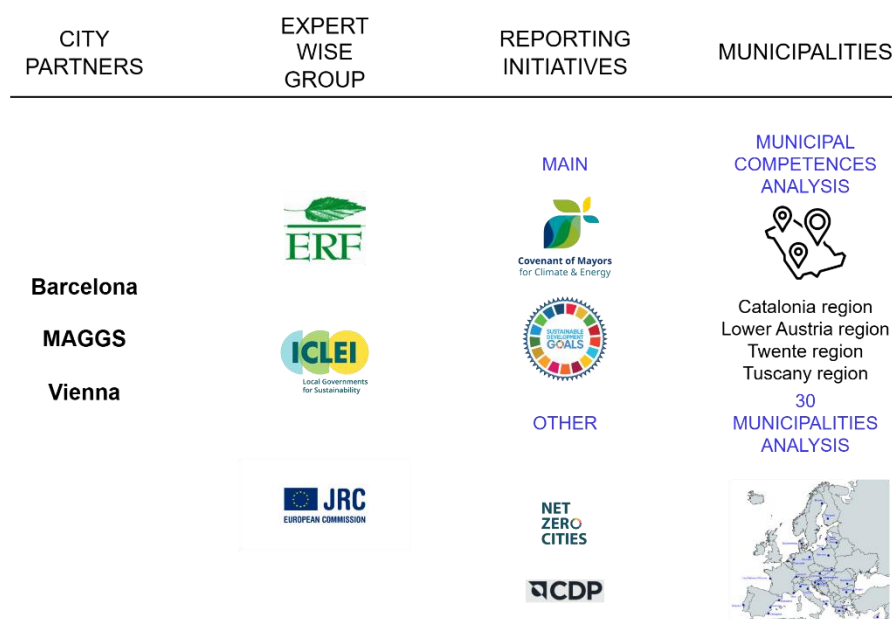 CITY
PARTNERS
EXPERT
WISE
GROUP
REPORTING
INITIATIVES
MUNICIPALITIES
Barcelona
MAGGS
Vienna
ERF
ICLEI
Local Governments
for Sustainability
JRC
EUROPEAN COMMISSION
MAIN
Covenant of Mayors
for Climate & Energy
SUSTAINABLE
DEVELOPMENT
GOALS
OTHER
NET
ZERO
CITIES
CDP
MUNICIPAL
COMPETENCES
ANALYSIS
Catalonia region
Lower Austria region
Twente region
Tuscany region
30
MUNICIPALITIES
ANALYSIS